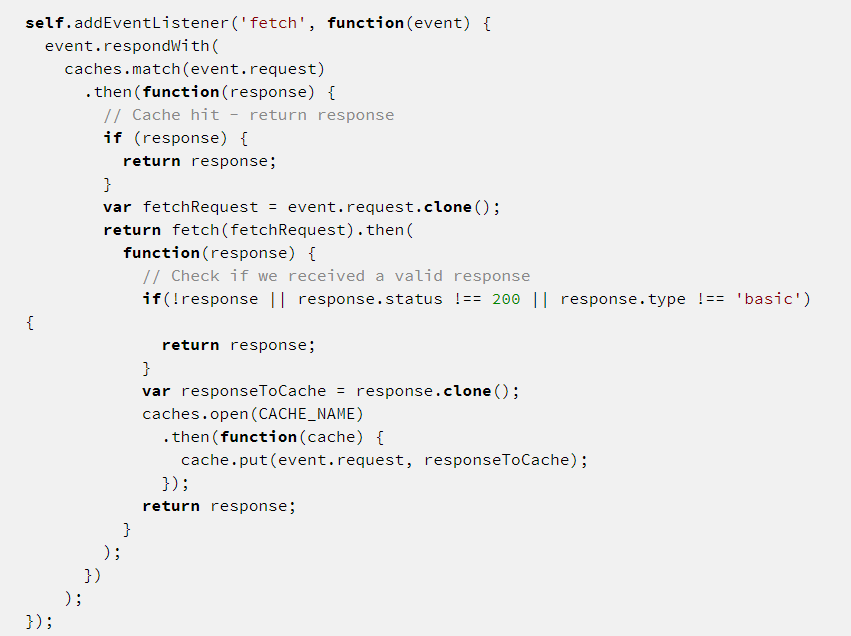 self.addEventListener('fetch', function(event) {
  event.respondWith(
    caches.match(event.request)
      .then(function(response) {
        // Cache hit - return response
        if (response) {
          return response;
        }
        var fetchRequest = event.request.clone();
        return fetch(fetchRequest).then(
          function(response) {
            // Check if we received a valid response
            if(!response || response.status !== 200 || response.type !== 'basic')
{
              return response;
            }
            var responseToCache = response.clone();
            caches.open(CACHE_NAME)
              .then(function(cache) {
                cache.put(event.request, responseToCache);
              });
            return response;
          }
        );
      })
    );
});